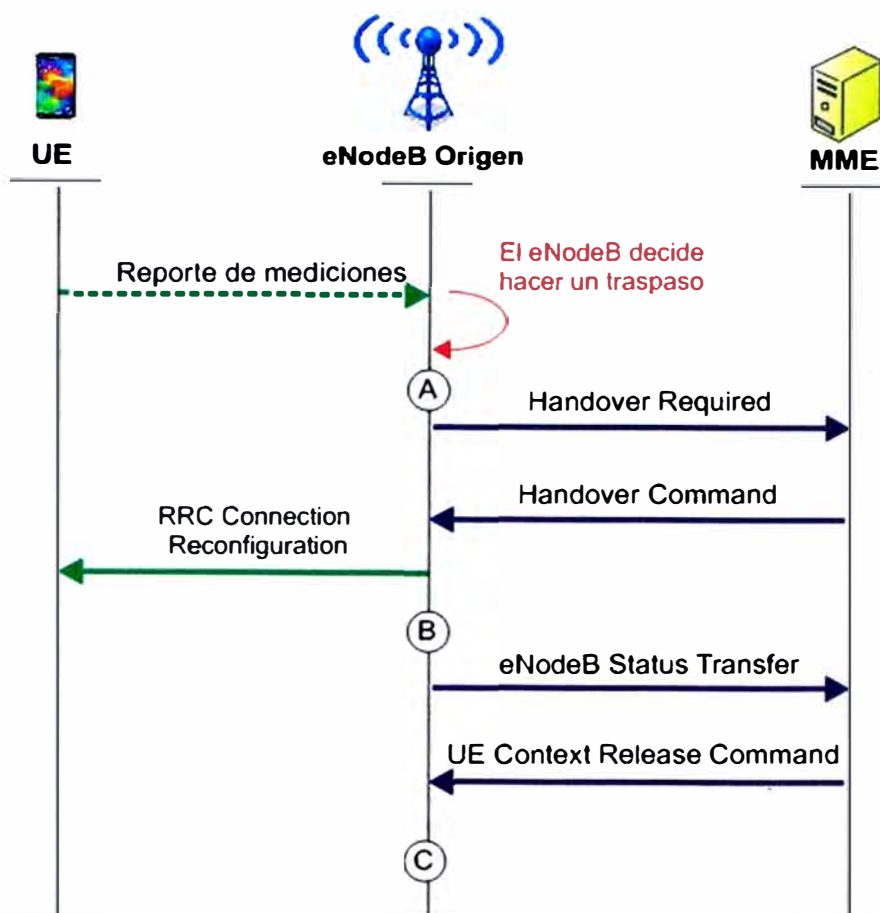 UE
eNodeB Origen
MME
El eNodeB decide
hacer un traspaso
Reporte de mediciones
A
Handover Required
Handover Command
RRC Connection
Reconfiguration
B
eNodeB Status Transfer
UE Context Release Command
C